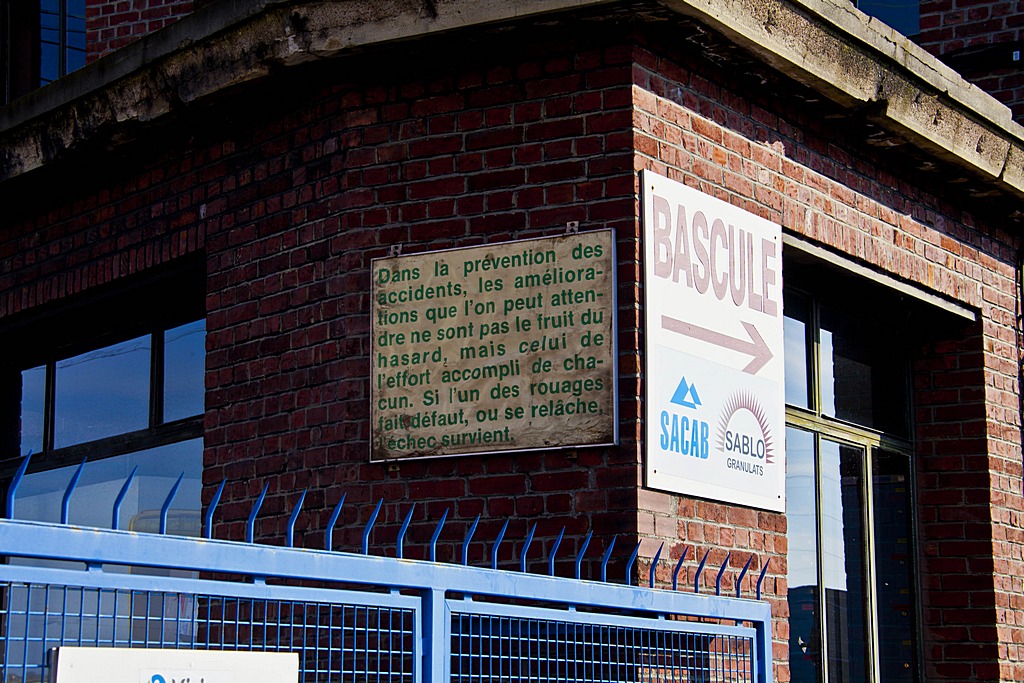 Dans la prévention des
accidents, les améliora-
tions que l'on peut atten-
dre ne sont pas le fruit du
hasard, mais celui de
l'effort accompli de cha-
cun. Si l'un des rouages
fait défaut, ou se relâche,
l'échec survient.
BASCULE
SACAB
SABLO
GRANULATS